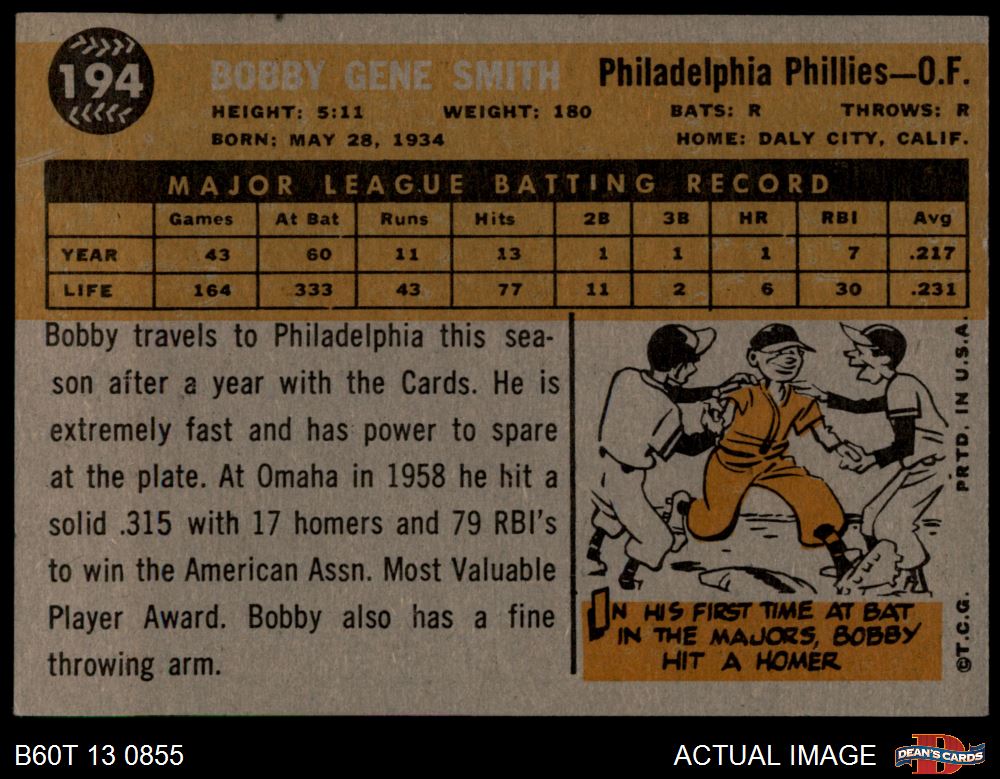 194
BOBBY GENE SMITH Philadelphia Phillies—O.F.
HEIGHT: 5:11 WEIGHT: 180 BATS: R THROWS: R
BORN: MAY 28, 1934 HOME: DALY CITY, CALIF.
MAJOR LEAGUE BATTING RECORD
Games At Bat Runs Hits 2B 3B HR RBI Avg
YEAR 43 60 11 13 1 1 1 7 .217
LIFE 164 333 43 77 11 2 6 30 .231
Bobby travels to Philadelphia this sea-
son after a year with the Cards. He is
extremely fast and has power to spare
at the plate. At Omaha in 1958 he hit a
solid .315 with 17 homers and 79 RBI's
to win the American Assn. Most Valuable
Player Award. Bobby also has a fine
throwing arm.
IN HIS FIRST TIME AT BAT
IN THE MAJORS, BOBBY
HIT A HOMER
©T.C.G. PRTD. IN U.S.A.
B60T 13 0855 ACTUAL IMAGE DEAN'S CARDS